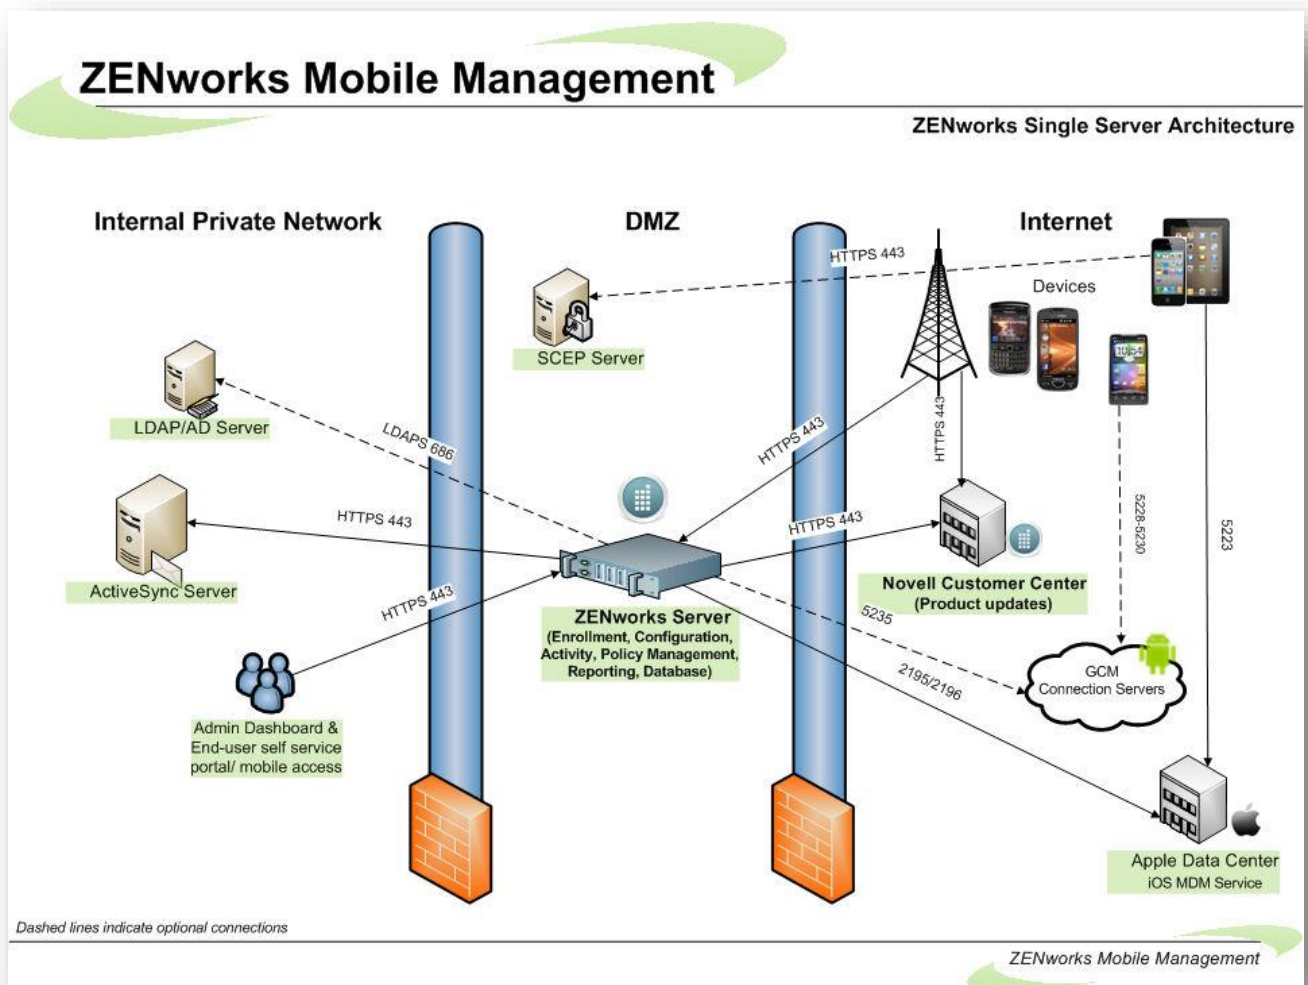 ZENworks Mobile Management
ZENworks Single Server Architecture
Internal Private Network
DMZ
Internet
HTTPS 443
Devices
SCEP Server
LDAP/AD Server
LDAPS 686
HTTPS 443
HTTPS 443
HTTPS 443
HTTPS 443
5228-5230
5223
ActiveSync Server
HTTPS 443
Novell Customer Center
(Product updates)
ZENworks Server
(Enrollment, Configuration,
Activity, Policy Management,
Reporting, Database)
5235
2195/2196
GCM
Connection Servers
Admin Dashboard &
End-user self service
portal/ mobile access
Apple Data Center
iOS MDM Service
Dashed lines indicate optional connections
ZENworks Mobile Management